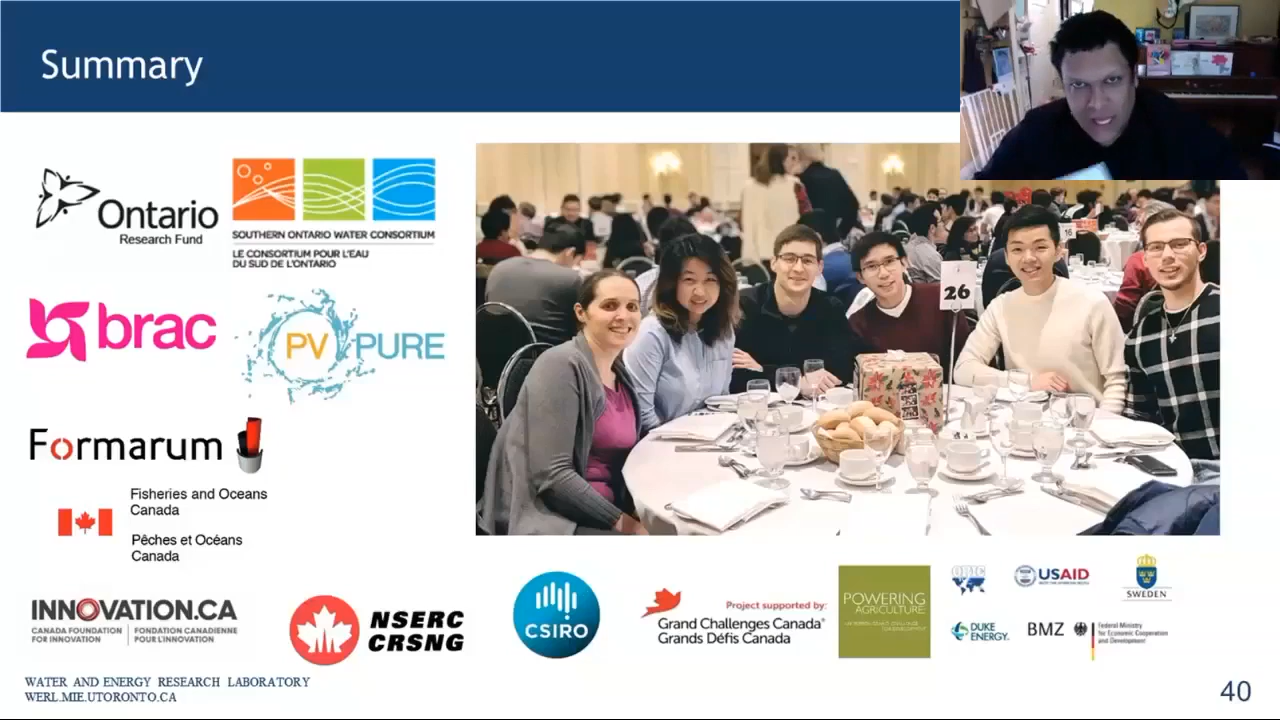 Summary
Ontario
Research Fund
SOUTHERN ONTARIO WATER CONSORTIUM
LE CONSORTIUM POUR L'EAU
DU SUD DE L'ONTARIO
brac
PV PURE
Formarum
Fisheries and Oceans
Canada
Pêches et Océans
Canada
INNOVATION.CA
CANADA FOUNDATION
FOR INNOVATION
FONDATION CANADIENNE
POUR L'INNOVATION
NSERC
CRSNG
26
16
CSIRO
Project supported by:
Grand Challenges Canada®
Grands Défis Canada
POWERING
AGRICULTURE:
OPIC
USAID
SWEDEN
DUKE
ENERGY.
BMZ
Federal Ministry
for Economic Cooperation
and Development
WATER AND ENERGY RESEARCH LABORATORY
WERL.MIE.UTORONTO.CA
40